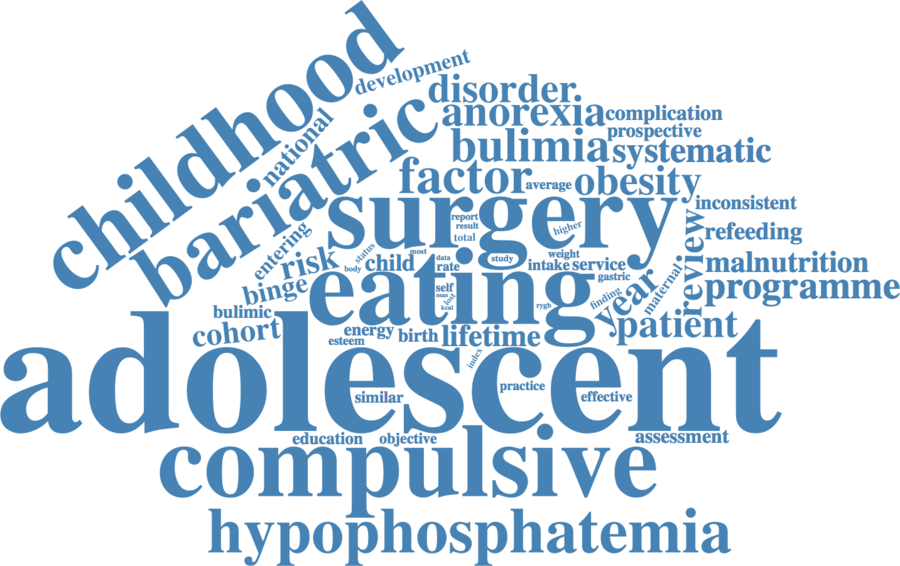 childhood
development
disorder.
bariatric
anorexia
complication
national
prospective
bulimia
systematic
factor
average
obesity
surgery
inconsistent
report
result
higher
total
review
refeeding
entering
status
risk
body
child
most
data
rate
study
weight
intake
service
gastric
malnutrition
programme
binge
eating
self
mas
kcal
rygb
finding
year
maternal
bulimic
cohort
energy
esteem
birth
lifetime
patient
adolescent
index
practice
similar
effective
education
objective
assessment
compulsive
hypophosphatemia